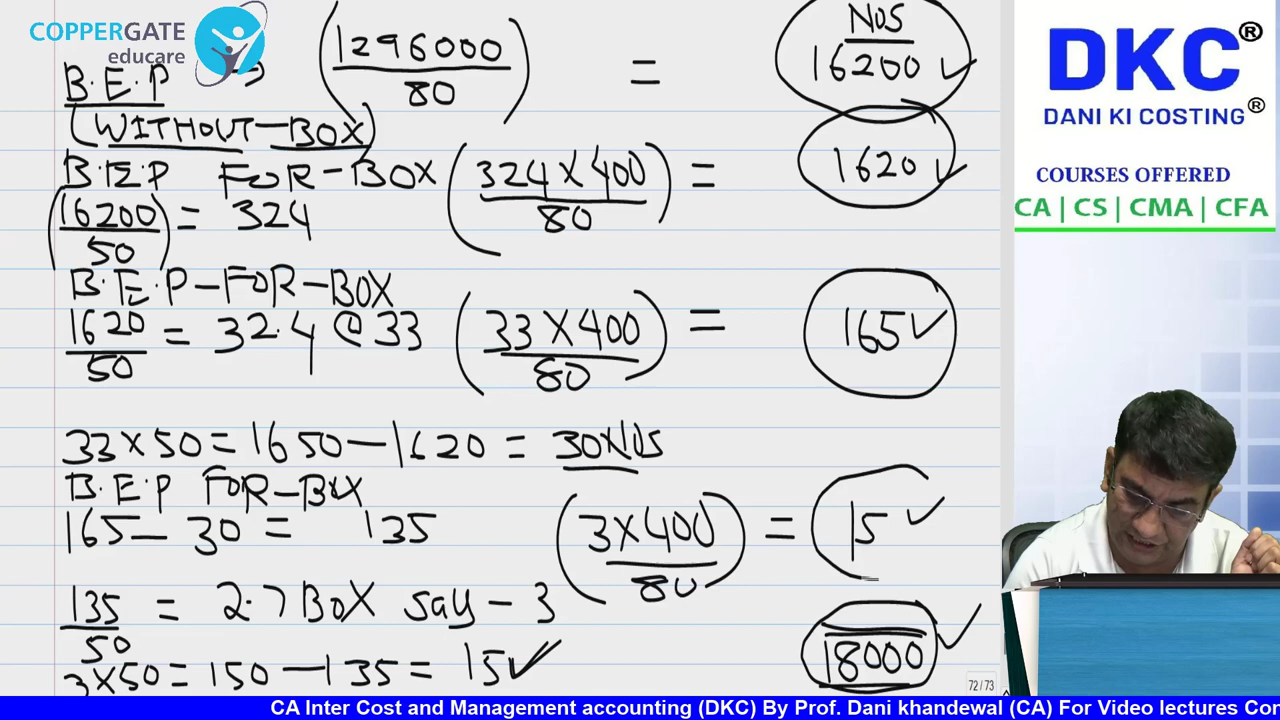 COPPERGATE
educare
B.E.P → (1296000/80) = NOS 16200 ✓
(WITHOUT-BOX)
B.E.P FOR-BOX (324×400/80) = 1620 ✓
(16200/50) = 324
B.E.P-FOR-BOX
1620/50 = 32.4 @ 33 (33×400/80) = 165 ✓
33×50 = 1650 — 1620 = 30 NOS
B.E.P FOR-BOX
165 — 30 = 135 (3×400/80) = 15 ✓
135/50 = 2.7 BOX say - 3
18000 ✓
3×50 = 150 — 135 = 15 ✓
72 / 73
DKC®
DANI KI COSTING®
COURSES OFFERED
CA | CS | CMA | CFA
CA Inter Cost and Management accounting (DKC) By Prof. Dani khandewal (CA) For Video lectures Con